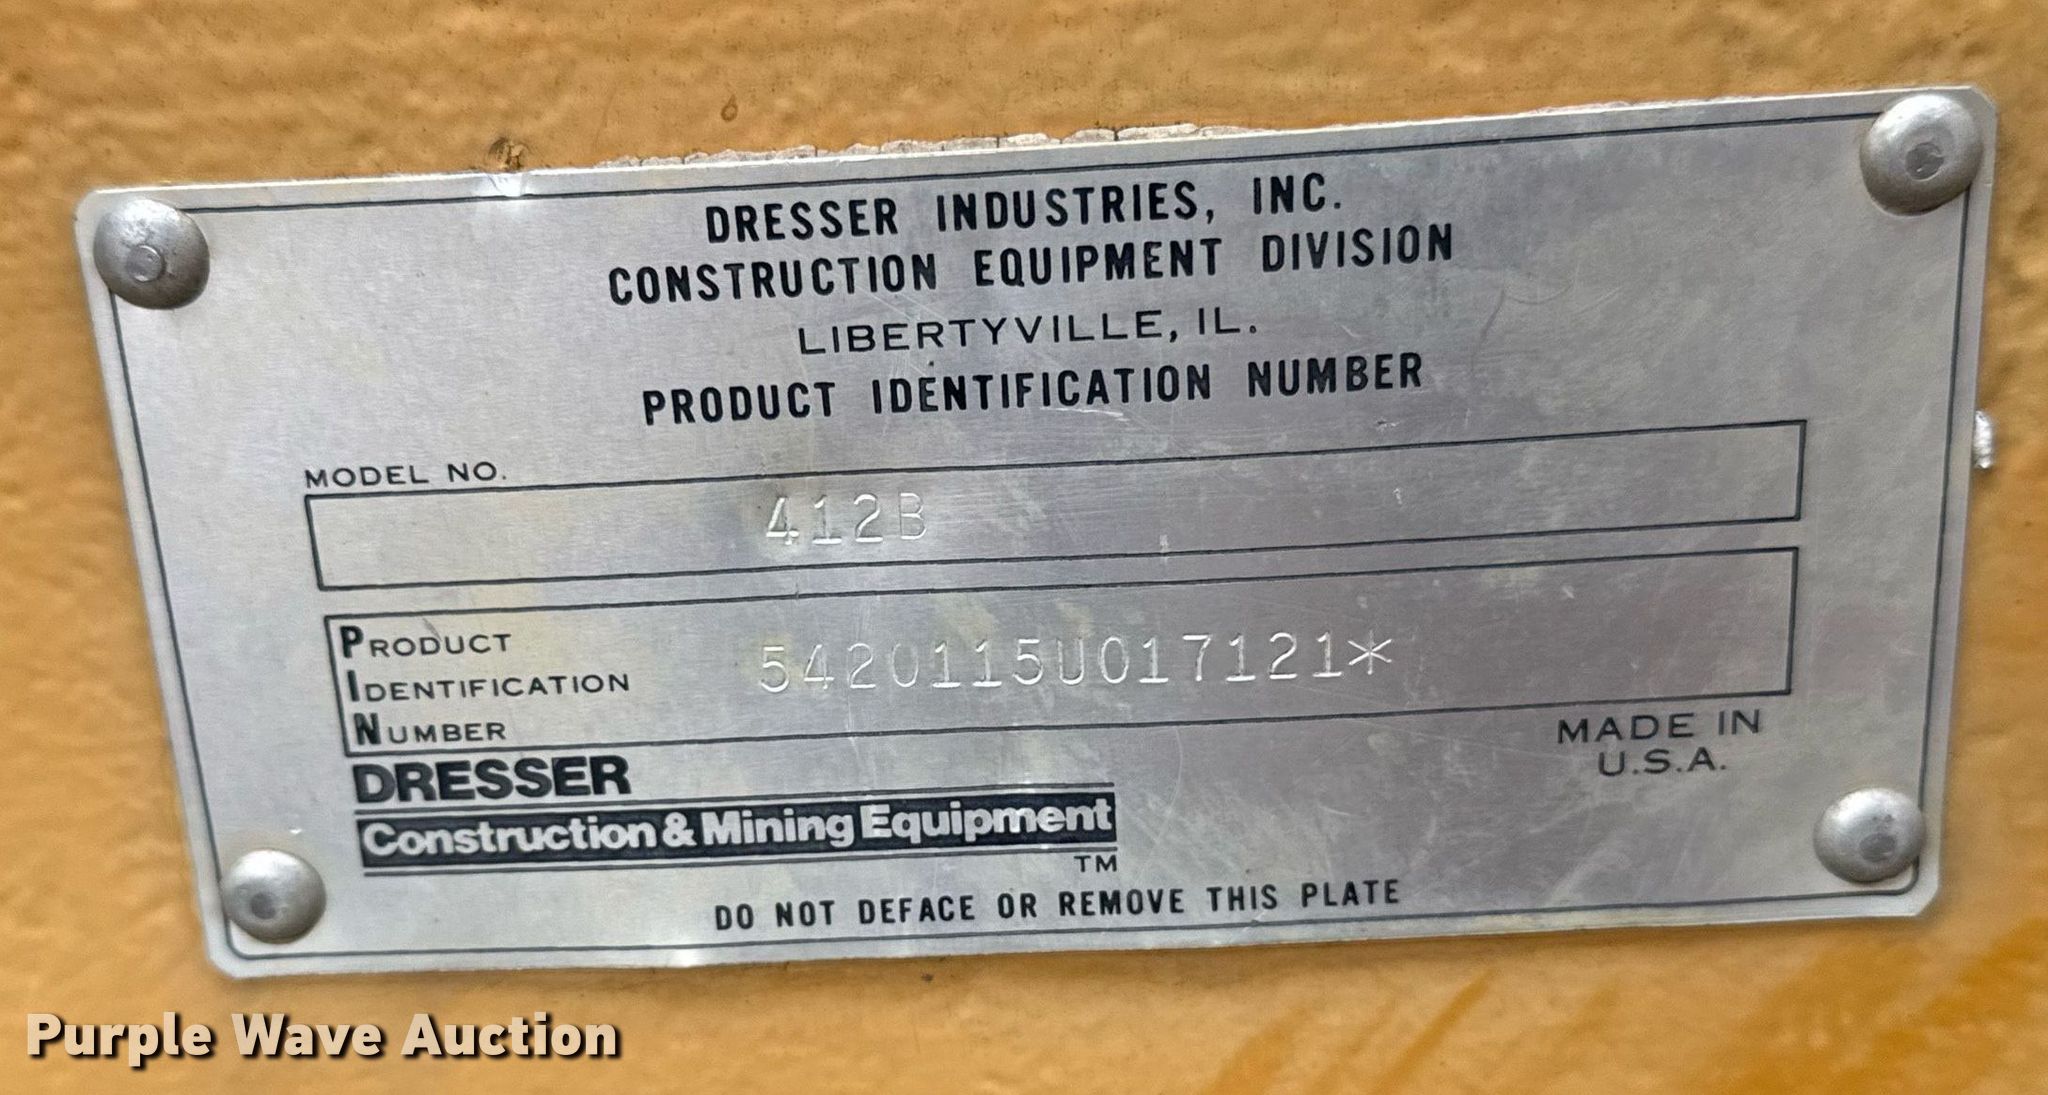 DRESSER INDUSTRIES, INC.
CONSTRUCTION EQUIPMENT DIVISION
LIBERTYVILLE, IL.
PRODUCT IDENTIFICATION NUMBER
MODEL NO.
412B
PRODUCT
IDENTIFICATION
NUMBER
5420115U017121*
MADE IN
U.S.A.
DRESSER
Construction & Mining Equipment
TM
DO NOT DEFACE OR REMOVE THIS PLATE
Purple Wave Auction